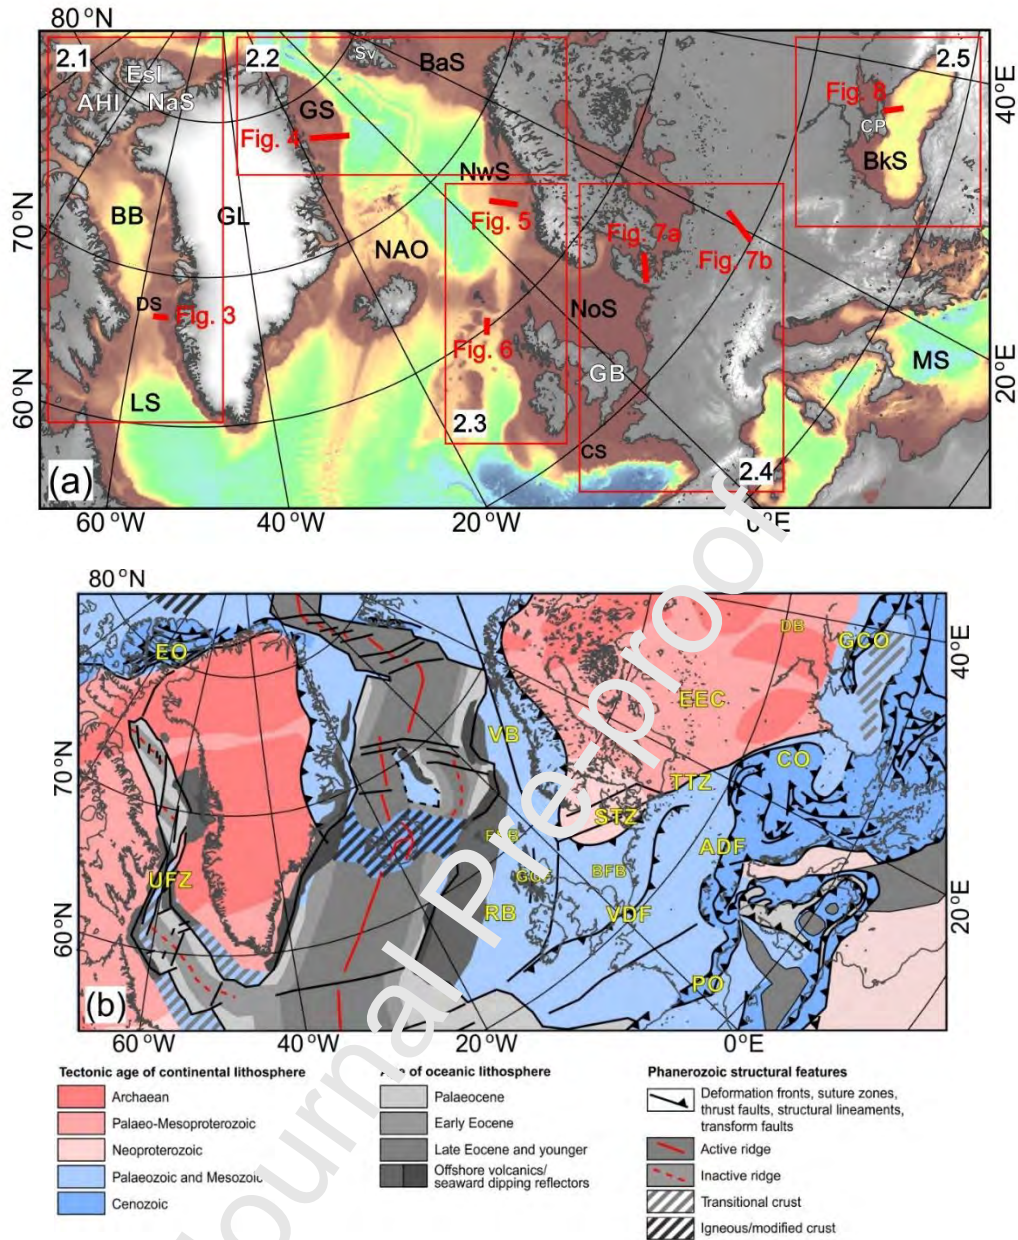 80 °N
2.1
2.2
2.5
Esl
Sv
BaS
40°E
AHI
NaS
GS
Fig. 8
Fig. 4
CP
BkS
NwS
70°N
BB
GL
Fig. 5
NAO
Fig. 7a
Fig. 7b
DS
Fig. 3
NoS
Fig. 6
GB
MS
20°E
60°N
LS
2.3
CS
2.4
(a)
60°W
40°W
20°W
0°E
80°N
EO
DB
GCO
40°E
EEC
VB
70°N
CO
TTZ
STZ
ADF
UFZ
BFB
RB
VDF
20°E
60°N
PO
(b)
60°W
40°W
20°W
0°E
Tectonic age of continental lithosphere
Archaean
Palaeo-Mesoproterozoic
Neoproterozoic
Palaeozoic and Mesozoic
Cenozoic
of oceanic lithosphere
Palaeocene
Early Eocene
Late Eocene and younger
Offshore volcanics/
seaward dipping reflectors
Phanerozoic structural features
Deformation fronts, suture zones,
thrust faults, structural lineaments,
transform faults
Active ridge
Inactive ridge
Transitional crust
Igneous/modified crust
Journal Pre-proof